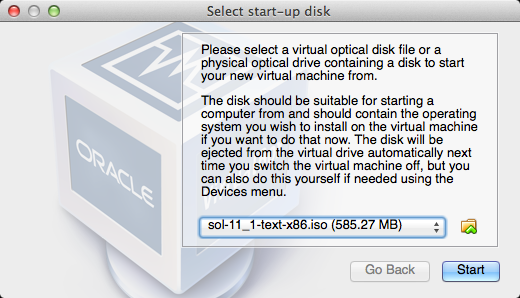 Select start-up disk
Please select a virtual optical disk file or a
physical optical drive containing a disk to start
your new virtual machine from.
The disk should be suitable for starting a
computer from and should contain the operating
system you wish to install on the virtual machine
if you want to do that now. The disk will be
ejected from the virtual drive automatically next
time you switch the virtual machine off, but you
can also do this yourself if needed using the
Devices menu.
ORACLE
sol-11_1-text-x86.iso (585.27 MB)
Go Back
Start